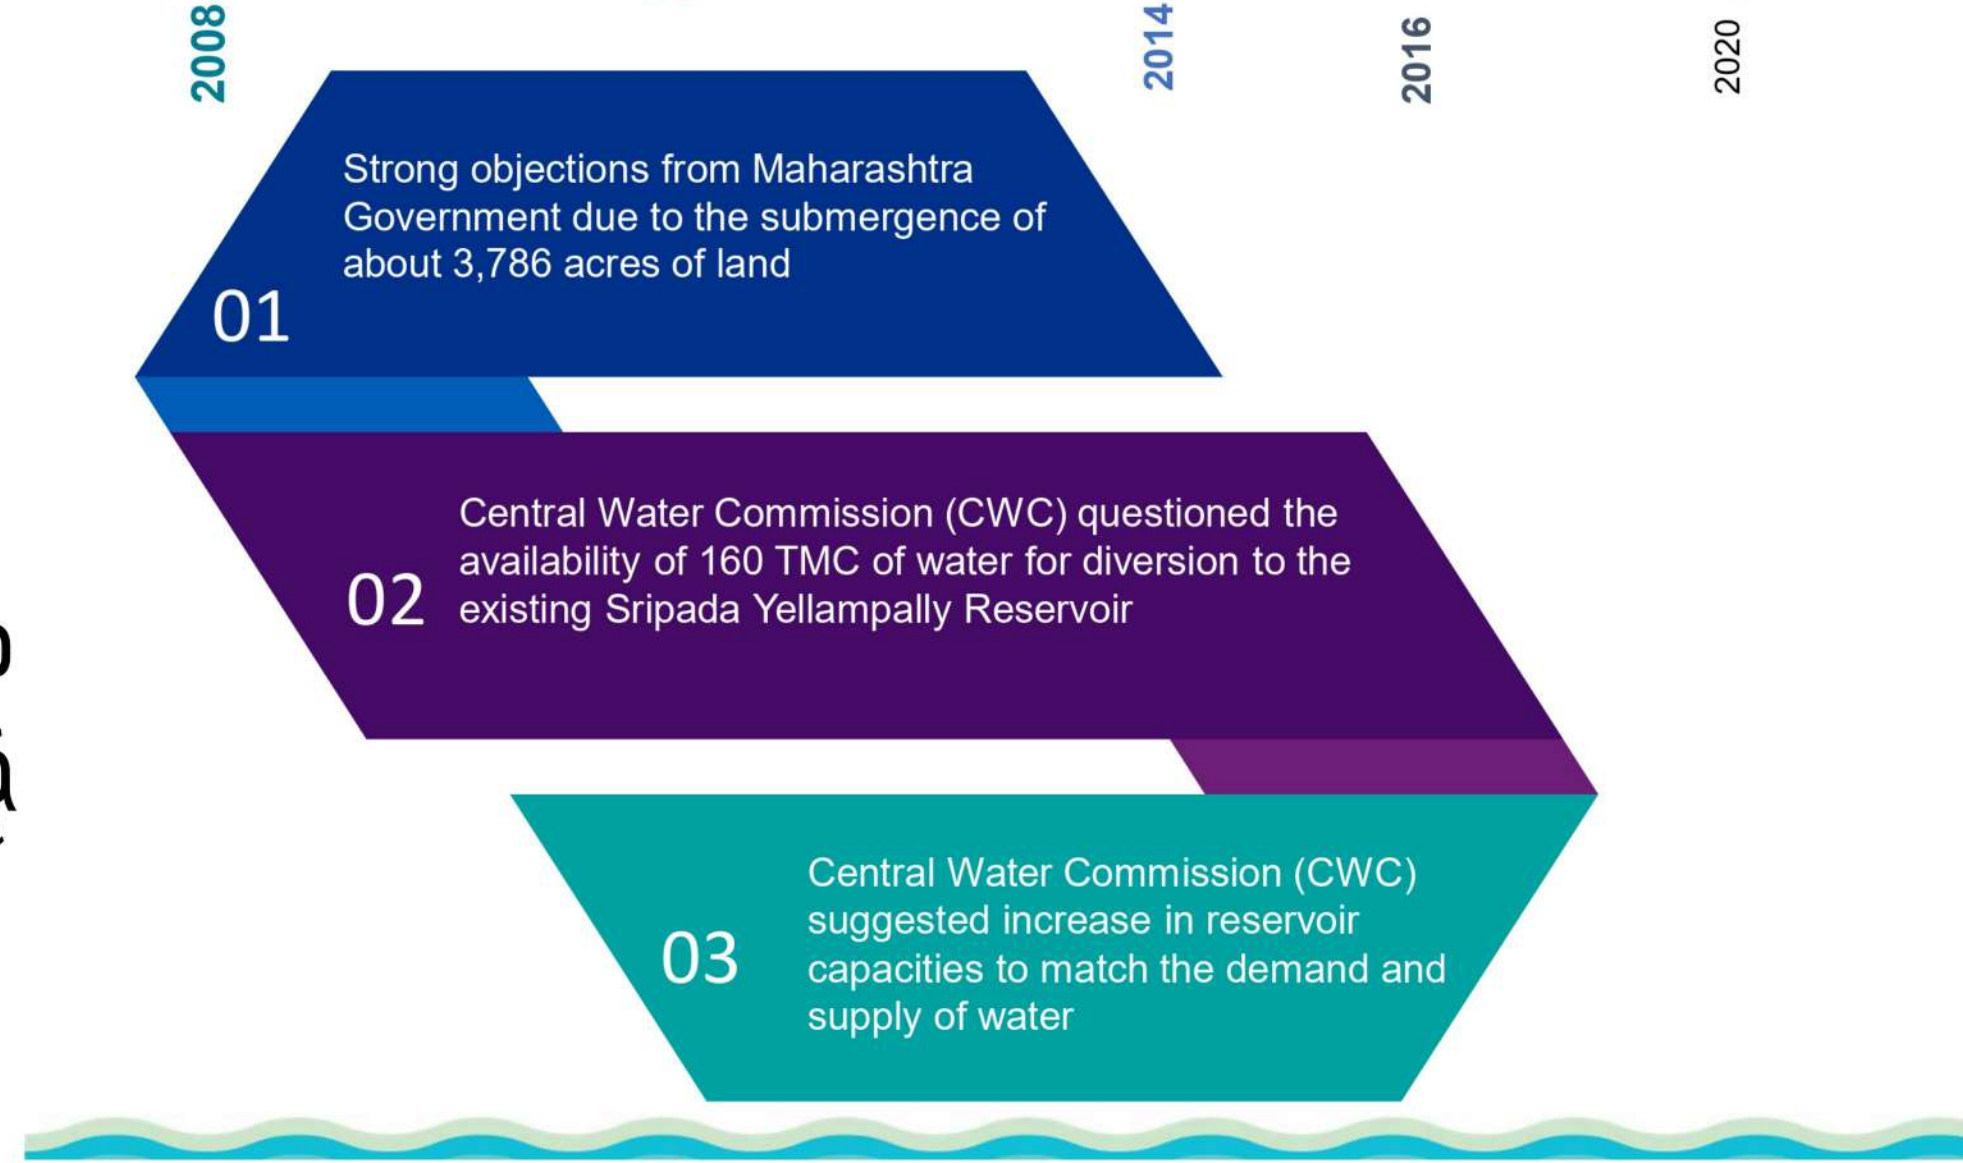 2008
2014
2016
2020
Strong objections from Maharashtra
Government due to the submergence of
about 3,786 acres of land
01
Central Water Commission (CWC) questioned the
availability of 160 TMC of water for diversion to the
existing Sripada Yellampally Reservoir
02
Central Water Commission (CWC)
suggested increase in reservoir
capacities to match the demand and
supply of water
03